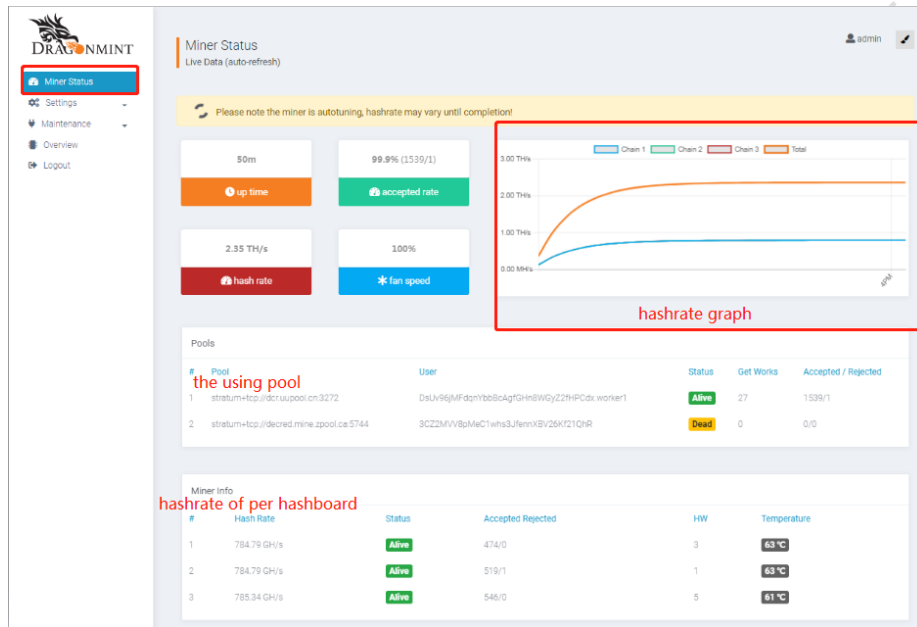 DRAGONMINT
Miner Status
Settings
Maintenance
Overview
Logout
Miner Status
Live Data (auto-refresh)
admin
Please note the miner is autotuning, hashrate may vary until completion!
50m
up time
99.9% (1539/1)
accepted rate
2.35 TH/s
hash rate
100%
fan speed
Chain 1 Chain 2 Chain 3 Total
3.00 TH/s
2.00 TH/s
1.00 TH/s
0.00 MH/s
4PM
hashrate graph
Pools
# Pool User Status Get Works Accepted / Rejected
the using pool
1 stratum+tcp://dcr.uupool.cn:3272 DsUv96jMFdqnYbbBcAgfGHn8WGyZ2fHPCdx.worker1 Alive 27 1539/1
2 stratum+tcp://decred.mine.zpool.ca:5744 3CZ2MVV8pMeC1whs3JfennXBV26Kf21QhR Dead 0 0/0
Miner Info
hashrate of per hashboard
# Hash Rate Status Accepted Rejected HW Temperature
1 784.79 GH/s Alive 474/0 3 63 °C
2 784.79 GH/s Alive 519/1 1 63 °C
3 785.34 GH/s Alive 546/0 5 61 °C